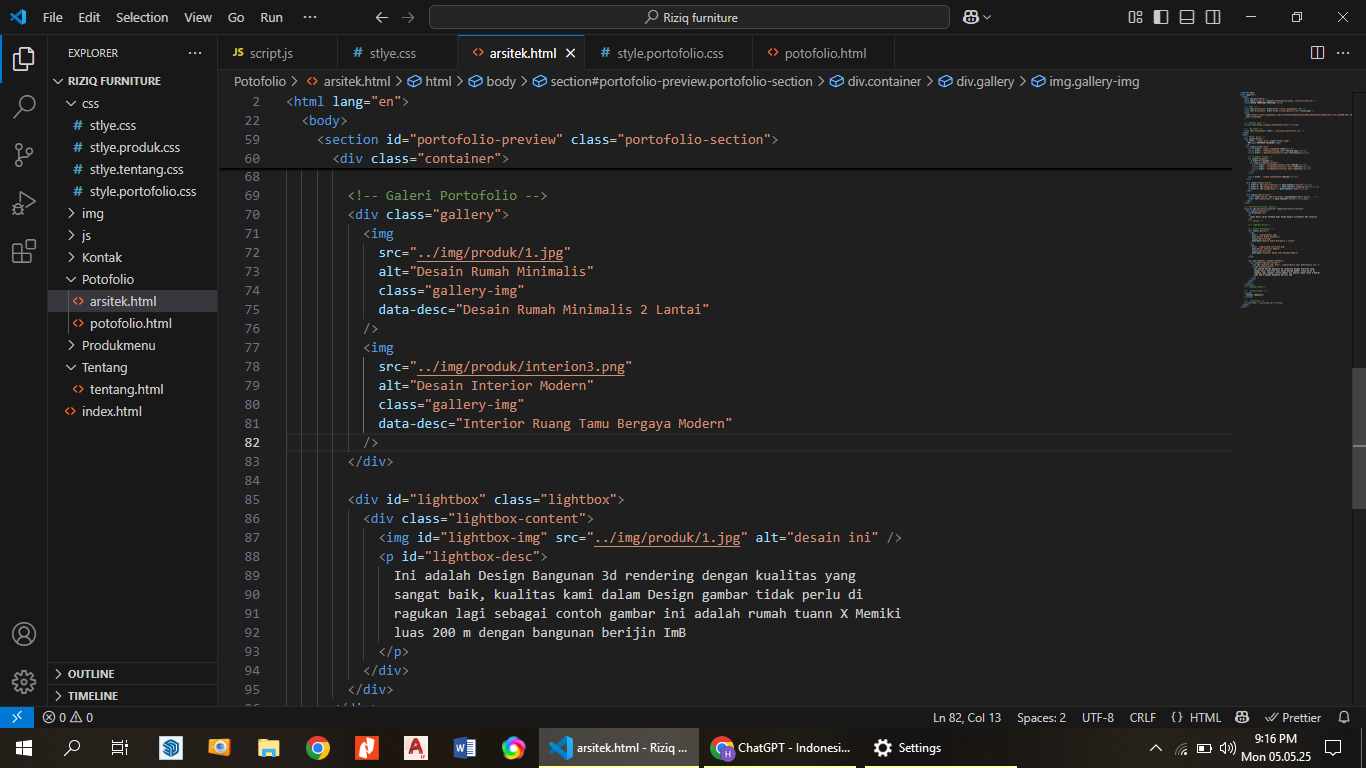 File Edit Selection View Go Run ··· Riziq furniture
EXPLORER ···
RIZIQ FURNITURE
css
# stlye.css
# stlye.produk.css
# stlye.tentang.css
# style.portofolio.css
img
js
Kontak
Potofolio
<> arsitek.html
<> potofolio.html
Produkmenu
Tentang
<> tentang.html
<> index.html
OUTLINE
TIMELINE
JS script.js # stlye.css <> arsitek.html # style.portofolio.css <> potofolio.html
Potofolio > <> arsitek.html > html > body > section#portofolio-preview.portofolio-section > div.container > div.gallery > img.gallery-img
2 <html lang="en">
22 <body>
59 <section id="portofolio-preview" class="portofolio-section">
60 <div class="container">
68
69 <!-- Galeri Portofolio -->
70 <div class="gallery">
71 <img
72 src="../img/produk/1.jpg"
73 alt="Desain Rumah Minimalis"
74 class="gallery-img"
75 data-desc="Desain Rumah Minimalis 2 Lantai"
76 />
77 <img
78 src="../img/produk/interion3.png"
79 alt="Desain Interior Modern"
80 class="gallery-img"
81 data-desc="Interior Ruang Tamu Bergaya Modern"
82 />
83 </div>
84
85 <div id="lightbox" class="lightbox">
86 <div class="lightbox-content">
87 <img id="lightbox-img" src="../img/produk/1.jpg" alt="desain ini" />
88 <p id="lightbox-desc">
89 Ini adalah Design Bangunan 3d rendering dengan kualitas yang
90 sangat baik, kualitas kami dalam Design gambar tidak perlu di
91 ragukan lagi sebagai contoh gambar ini adalah rumah tuann X Memiki
92 luas 200 m dengan bangunan berijin ImB
93 </p>
94 </div>
95 </div>
0 0 Ln 82, Col 13 Spaces: 2 UTF-8 CRLF {} HTML Prettier
arsitek.html - Riziq ... ChatGPT - Indonesi... Settings 9:16 PM
Mon 05.05.25